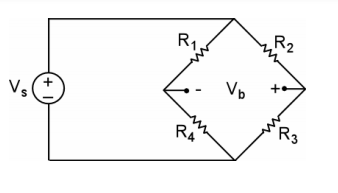 R1 R2
Vs + - - Vb +
R4 R3